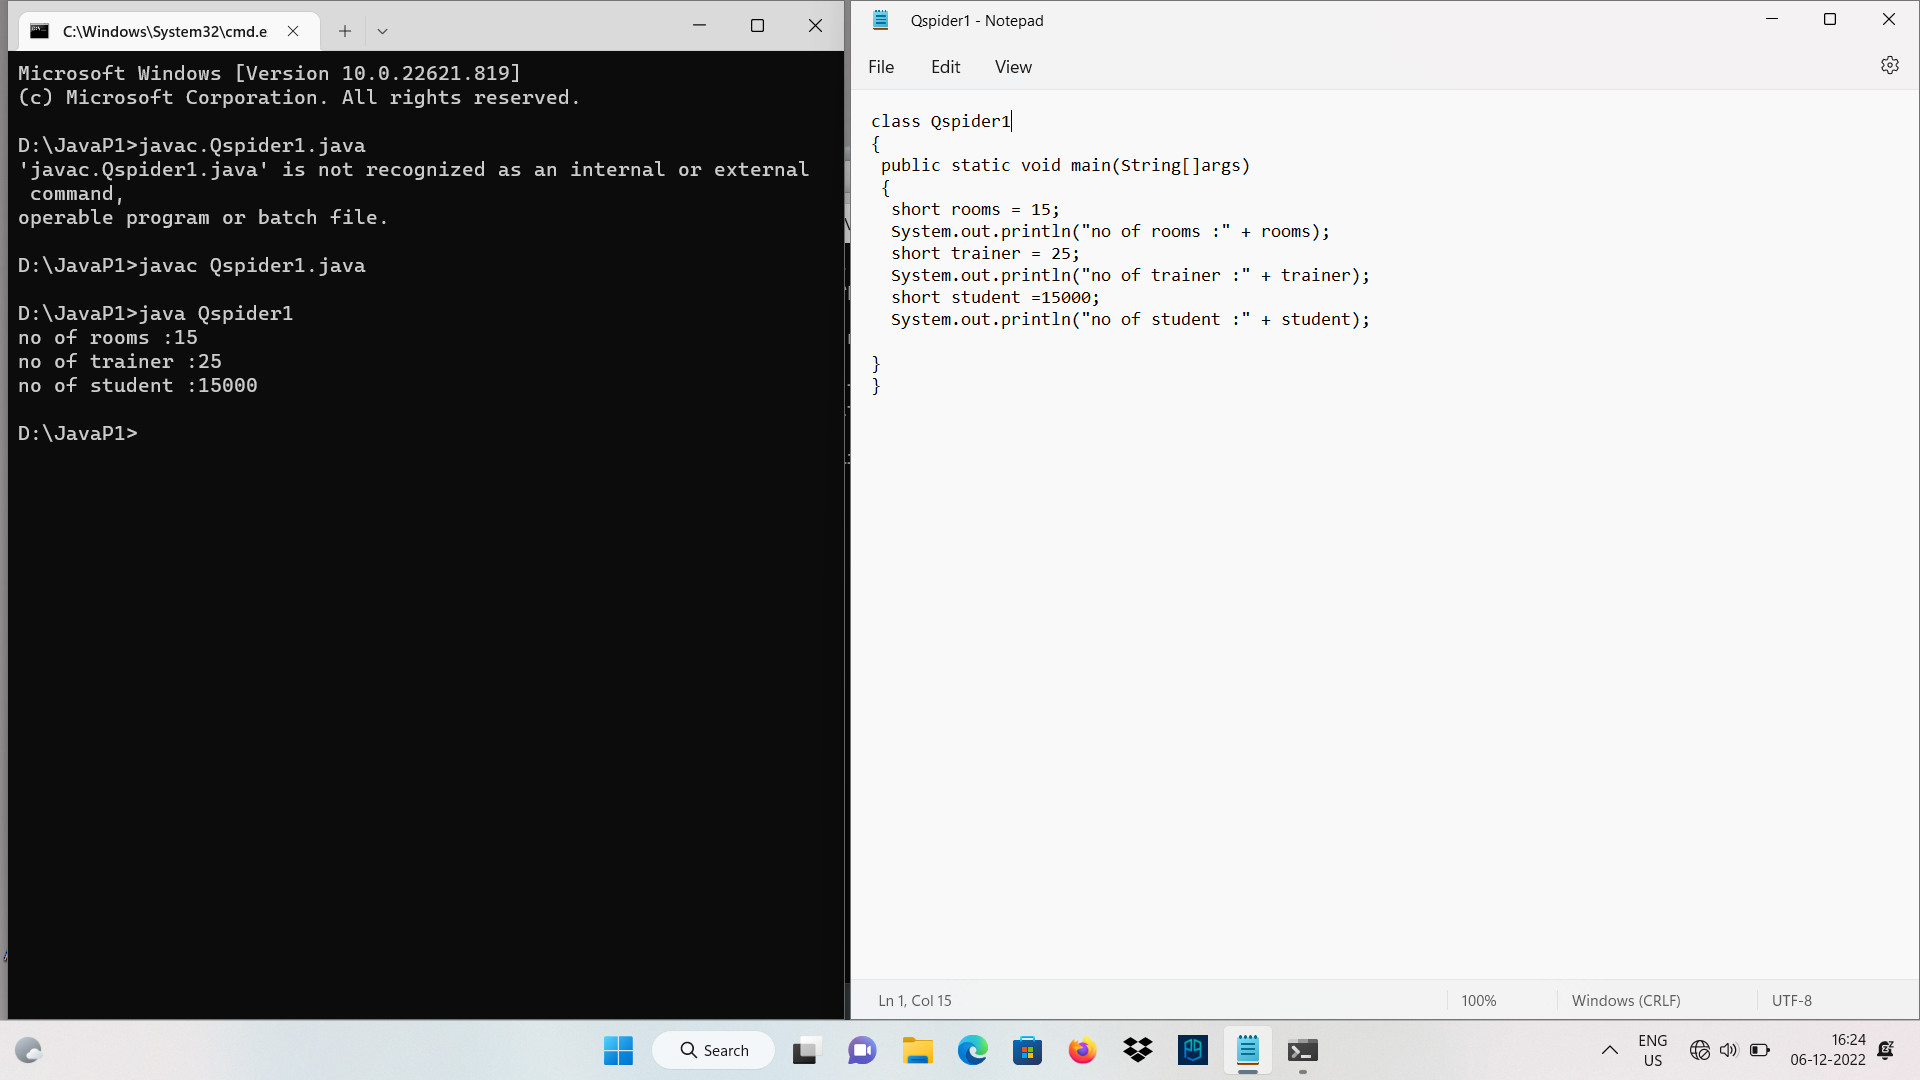 C:\Windows\System32\cmd.e
Microsoft Windows [Version 10.0.22621.819]
(c) Microsoft Corporation. All rights reserved.
D:\JavaP1>javac.Qspider1.java
'javac.Qspider1.java' is not recognized as an internal or external
command,
operable program or batch file.
D:\JavaP1>javac Qspider1.java
D:\JavaP1>java Qspider1
no of rooms :15
no of trainer :25
no of student :15000
D:\JavaP1>
Qspider1 - Notepad
File Edit View
class Qspider1
{
public static void main(String[]args)
{
short rooms = 15;
System.out.println("no of rooms :" + rooms);
short trainer = 25;
System.out.println("no of trainer :" + trainer);
short student =15000;
System.out.println("no of student :" + student);
}
}
Ln 1, Col 15 100% Windows (CRLF) UTF-8
Search
ENG
US
16:24
06-12-2022